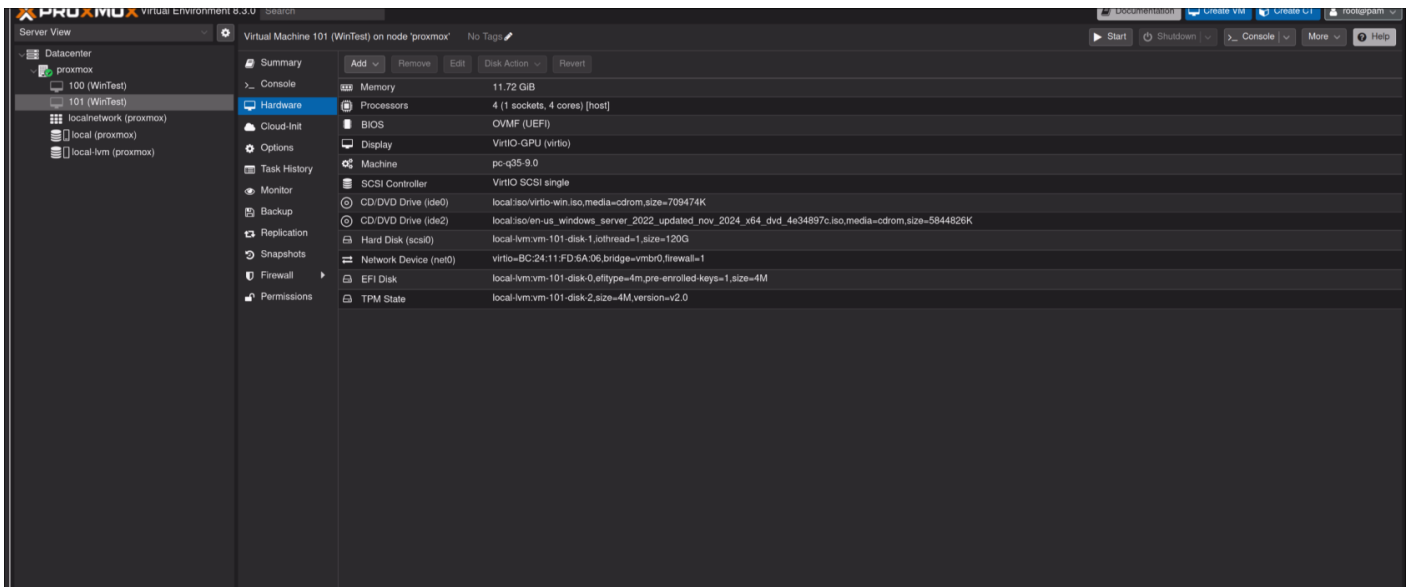 PROXMOX Virtual Environment 8.3.0 Search
Documentation Create VM Create CT root@pam
Server View
Virtual Machine 101 (WinTest) on node 'proxmox' No Tags
Start Shutdown >_ Console More Help
Datacenter
proxmox
100 (WinTest)
101 (WinTest)
localnetwork (proxmox)
local (proxmox)
local-lvm (proxmox)
Summary
>_ Console
Hardware
Cloud-Init
Options
Task History
Monitor
Backup
Replication
Snapshots
Firewall
Permissions
Add Remove Edit Disk Action Revert
Memory 11.72 GiB
Processors 4 (1 sockets, 4 cores) [host]
BIOS OVMF (UEFI)
Display VirtIO-GPU (virtio)
Machine pc-q35-9.0
SCSI Controller VirtIO SCSI single
CD/DVD Drive (ide0) local:iso/virtio-win.iso,media=cdrom,size=709474K
CD/DVD Drive (ide2) local:iso/en-us_windows_server_2022_updated_nov_2024_x64_dvd_4e34897c.iso,media=cdrom,size=5844826K
Hard Disk (scsi0) local-lvm:vm-101-disk-1,iothread=1,size=120G
Network Device (net0) virtio=BC:24:11:FD:6A:06,bridge=vmbr0,firewall=1
EFI Disk local-lvm:vm-101-disk-0,efitype=4m,pre-enrolled-keys=1,size=4M
TPM State local-lvm:vm-101-disk-2,size=4M,version=v2.0